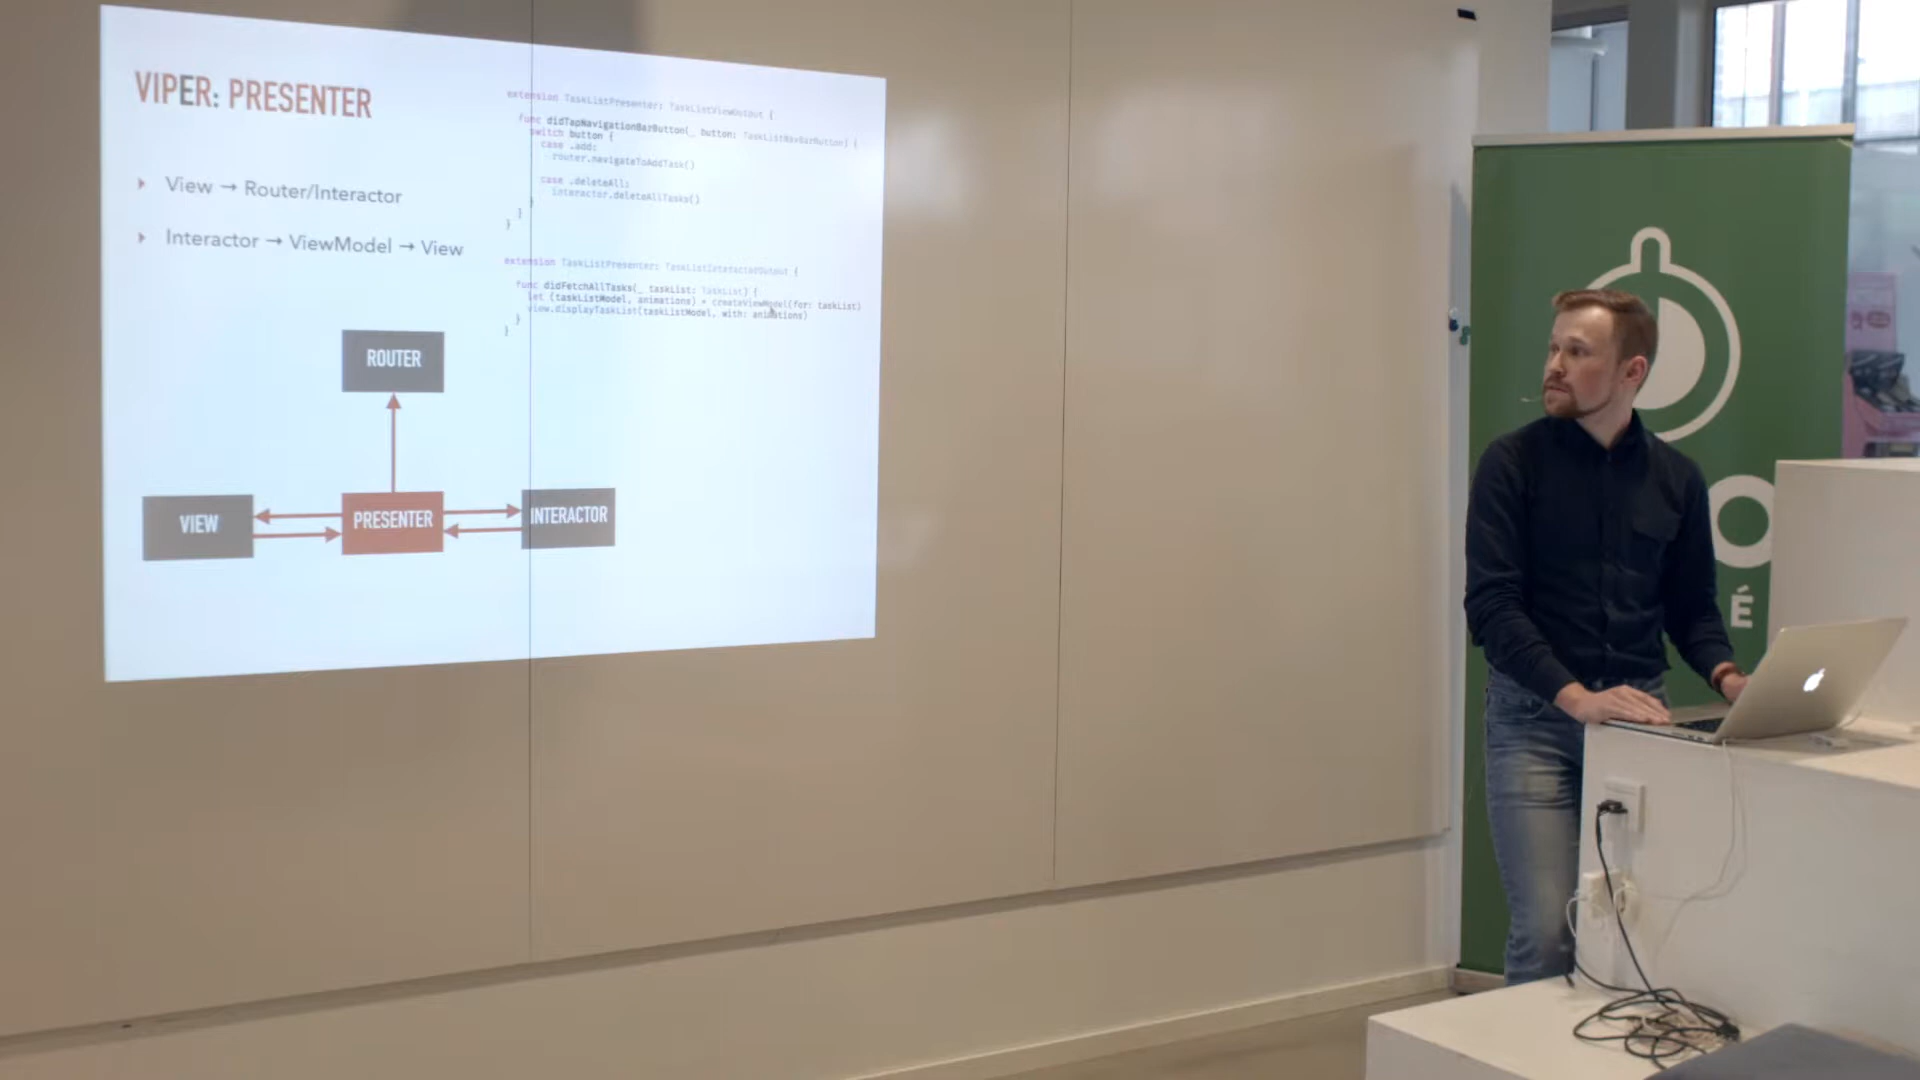 VIPER: PRESENTER
View → Router/Interactor
Interactor → ViewModel → View
extension TaskListPresenter: TaskListViewOutput {
func didTapNavigationBarButton(_ button: TaskListNavBarButton) {
switch button {
case .add:
router.navigateToAddTask()
case .deleteAll:
interactor.deleteAllTasks()
}
}
}
extension TaskListPresenter: TaskListInteractorOutput {
func didFetchAllTasks(_ taskList: TaskList) {
let (taskListModel, animations) = createViewModel(for: taskList)
view.displayTaskList(taskListModel, with: animations)
}
}
ROUTER
VIEW
PRESENTER
INTERACTOR
O
É